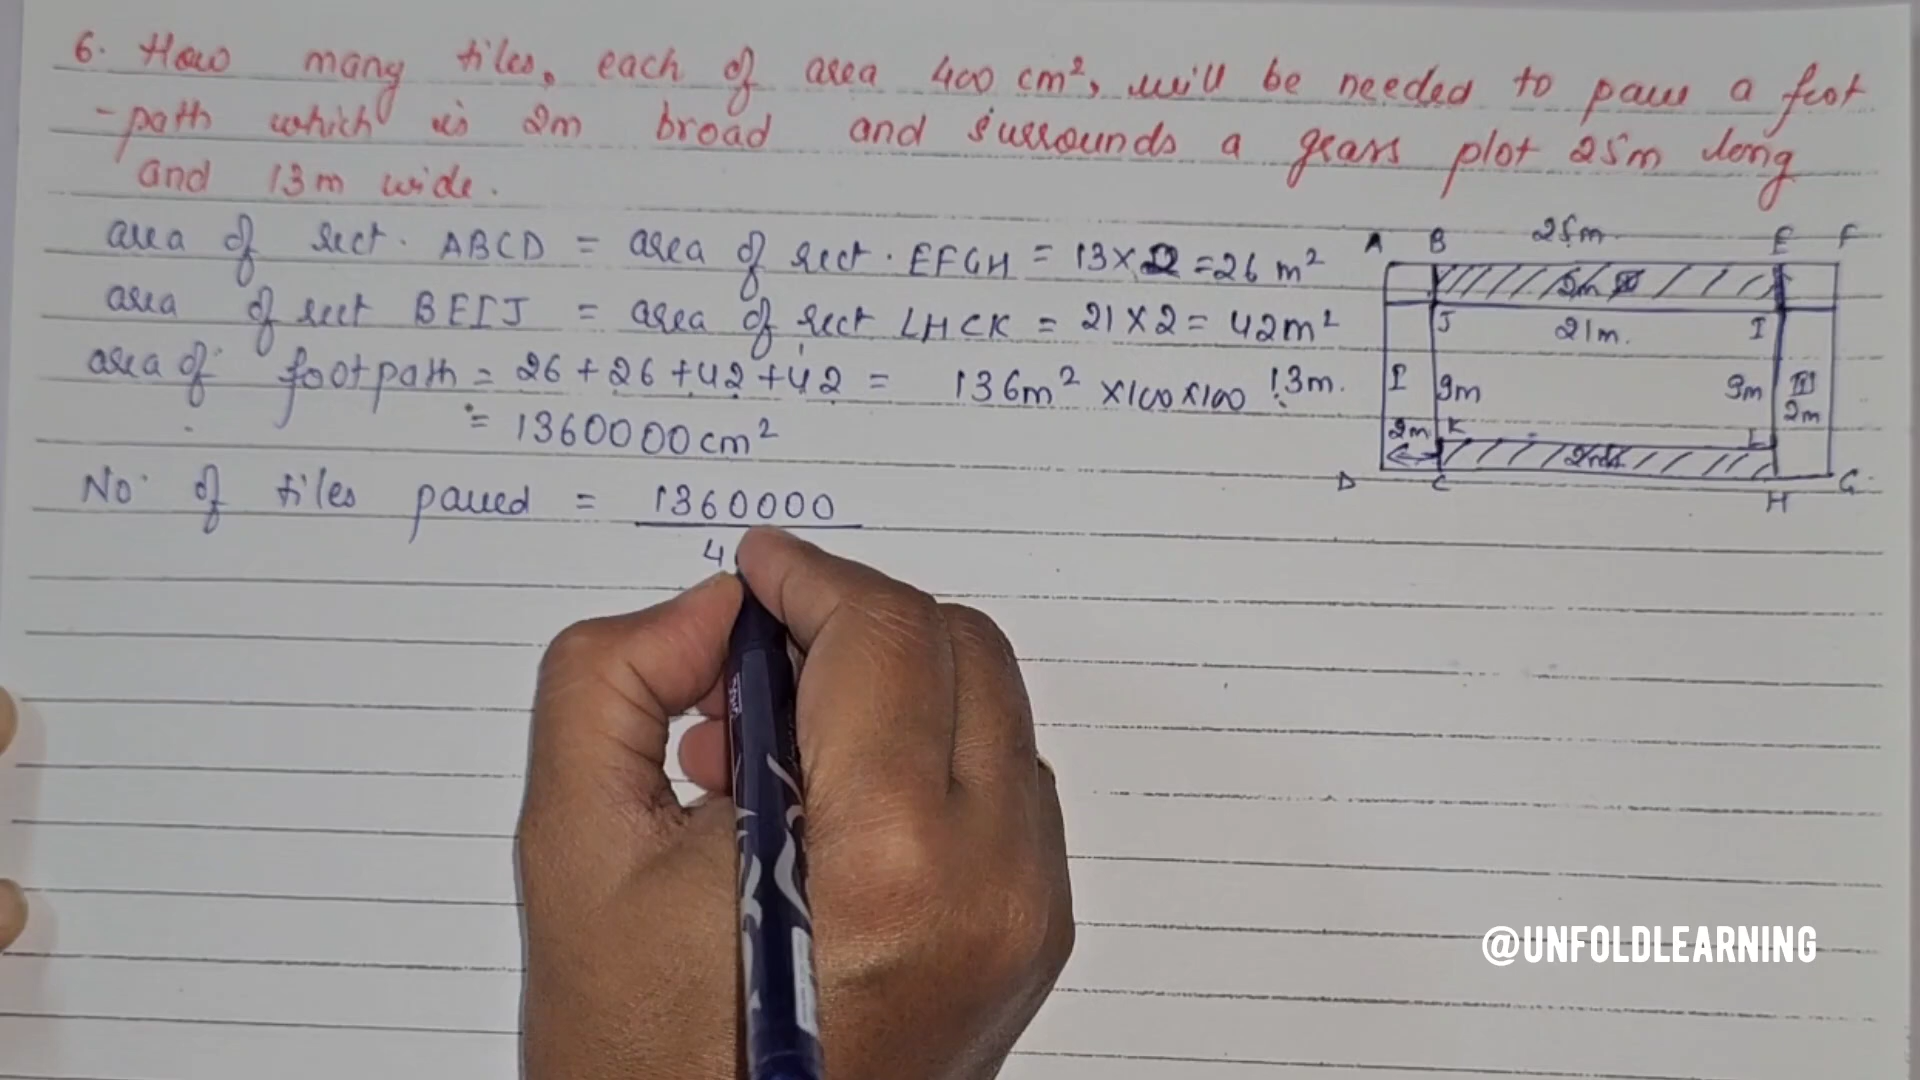 6. How many tiles, each of area 400 cm², will be needed to pave a foot
-path which is 2m broad and surrounds a grass plot 25m long
and 13m wide.
area of rect. ABCD = area of rect. EFGH = 13×2=26 m²
area of rect BEIJ = area of rect LHCK = 21×2= 42m²
area of footpath = 26+26+42+42 = 136m² ×100×100
= 1360000cm²
No. of tiles paved = 1360000
4
A B 25m E F
2m
J 21m. I
13m. I 9m 9m III
2m
2m K L
D C H G
@UNFOLDLEARNING